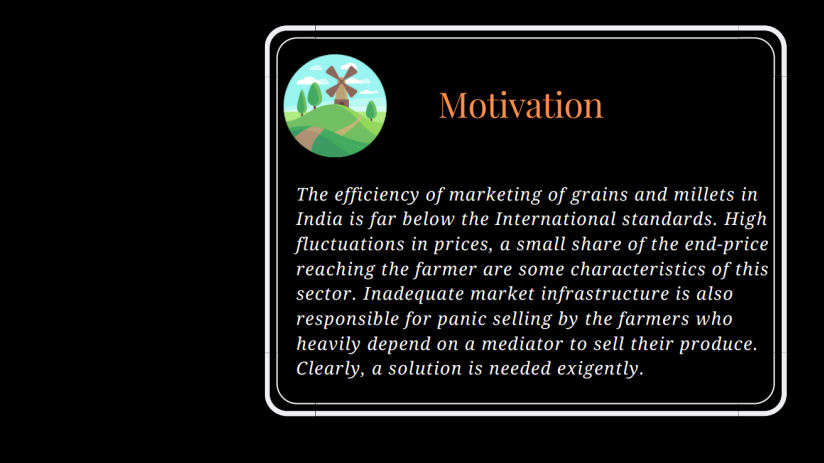 Motivation
The efficiency of marketing of grains and millets in
India is far below the International standards. High
fluctuations in prices, a small share of the end-price
reaching the farmer are some characteristics of this
sector. Inadequate market infrastructure is also
responsible for panic selling by the farmers who
heavily depend on a mediator to sell their produce.
Clearly, a solution is needed exigently.